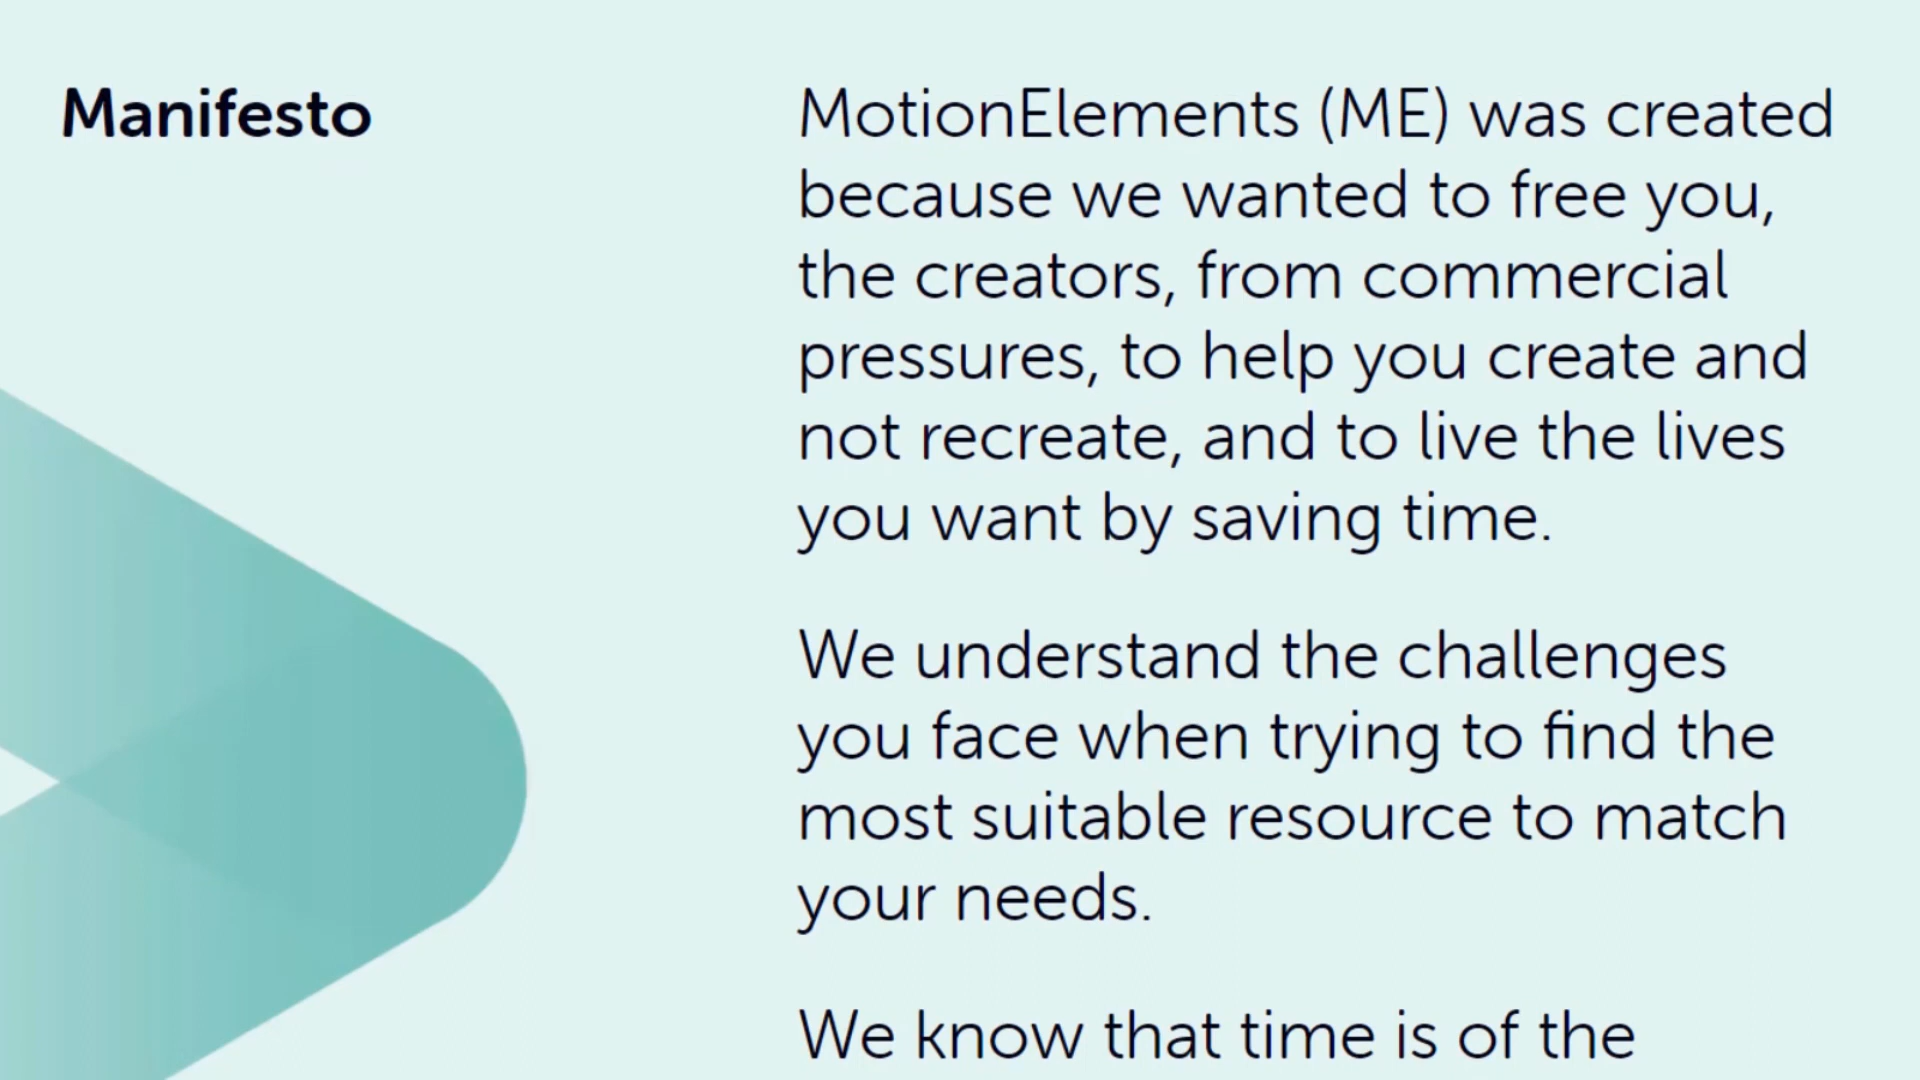 Manifesto
MotionElements (ME) was created
because we wanted to free you,
the creators, from commercial
pressures, to help you create and
not recreate, and to live the lives
you want by saving time.
We understand the challenges
you face when trying to find the
most suitable resource to match
your needs.
We know that time is of the